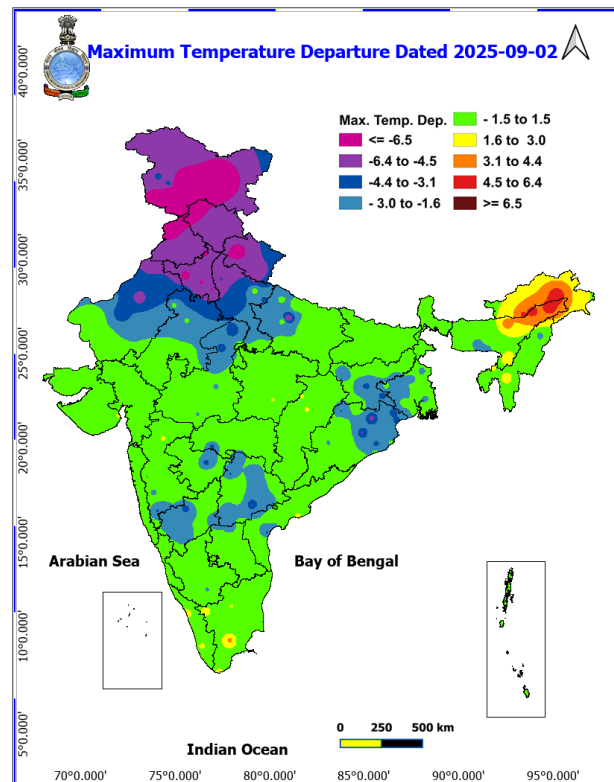 Maximum Temperature Departure Dated 2025-09-02
40°0.000'
35°0.000'
30°0.000'
25°0.000'
20°0.000'
15°0.000'
10°0.000'
5°0.000'
Max. Temp. Dep.
<= -6.5
-6.4 to -4.5
-4.4 to -3.1
- 3.0 to -1.6
- 1.5 to 1.5
1.6 to 3.0
3.1 to 4.4
4.5 to 6.4
>= 6.5
Arabian Sea
Bay of Bengal
0 250 500 km
Indian Ocean
70°0.000' 75°0.000' 80°0.000' 85°0.000' 90°0.000' 95°0.000'